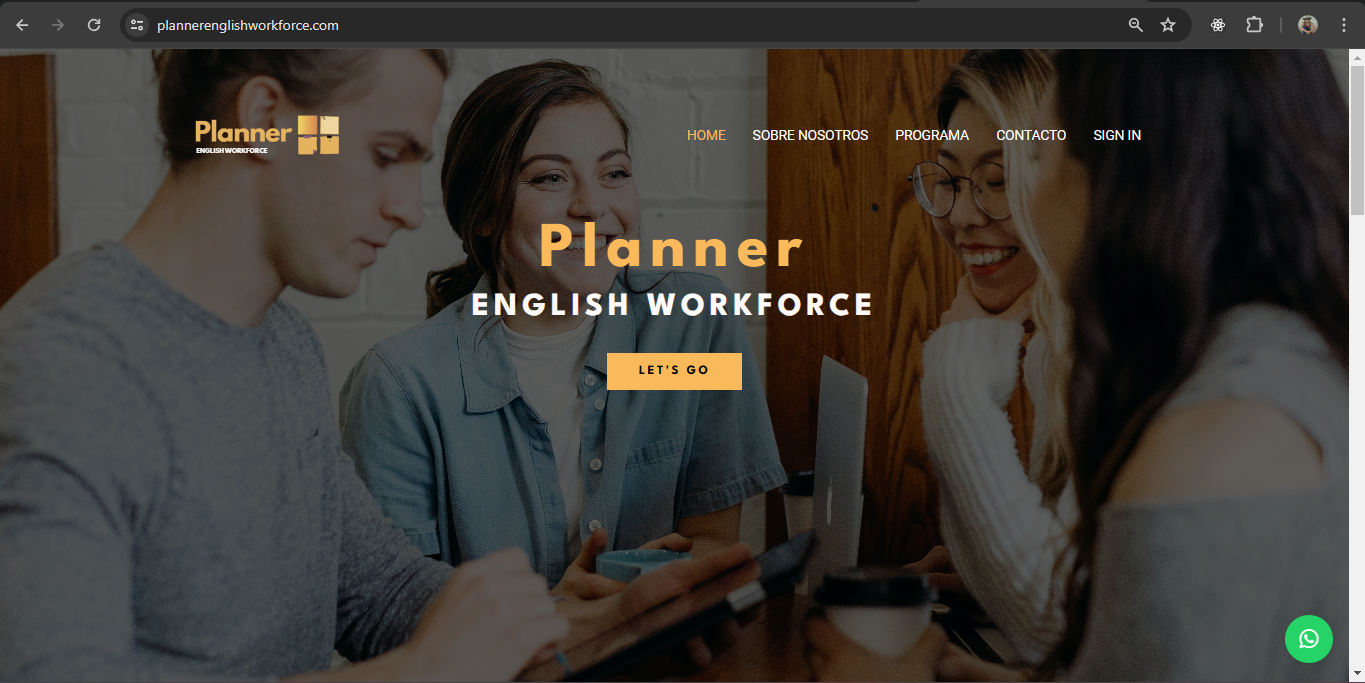 plannerenglishworkforce.com
Planner
ENGLISH WORKFORCE
HOME SOBRE NOSOTROS PROGRAMA CONTACTO SIGN IN
Planner
ENGLISH WORKFORCE
LET'S GO